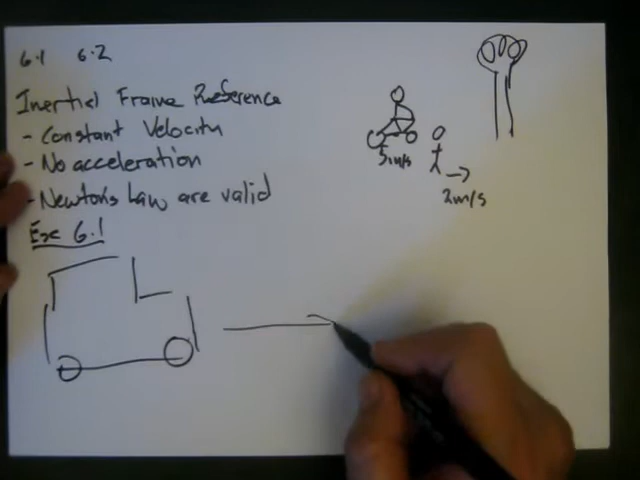 6.1 6.2
Inertial Frame Reference
- Constant Velocity
- No acceleration
- Newton's Law are valid
Ex 6.1
5m/s
2m/s